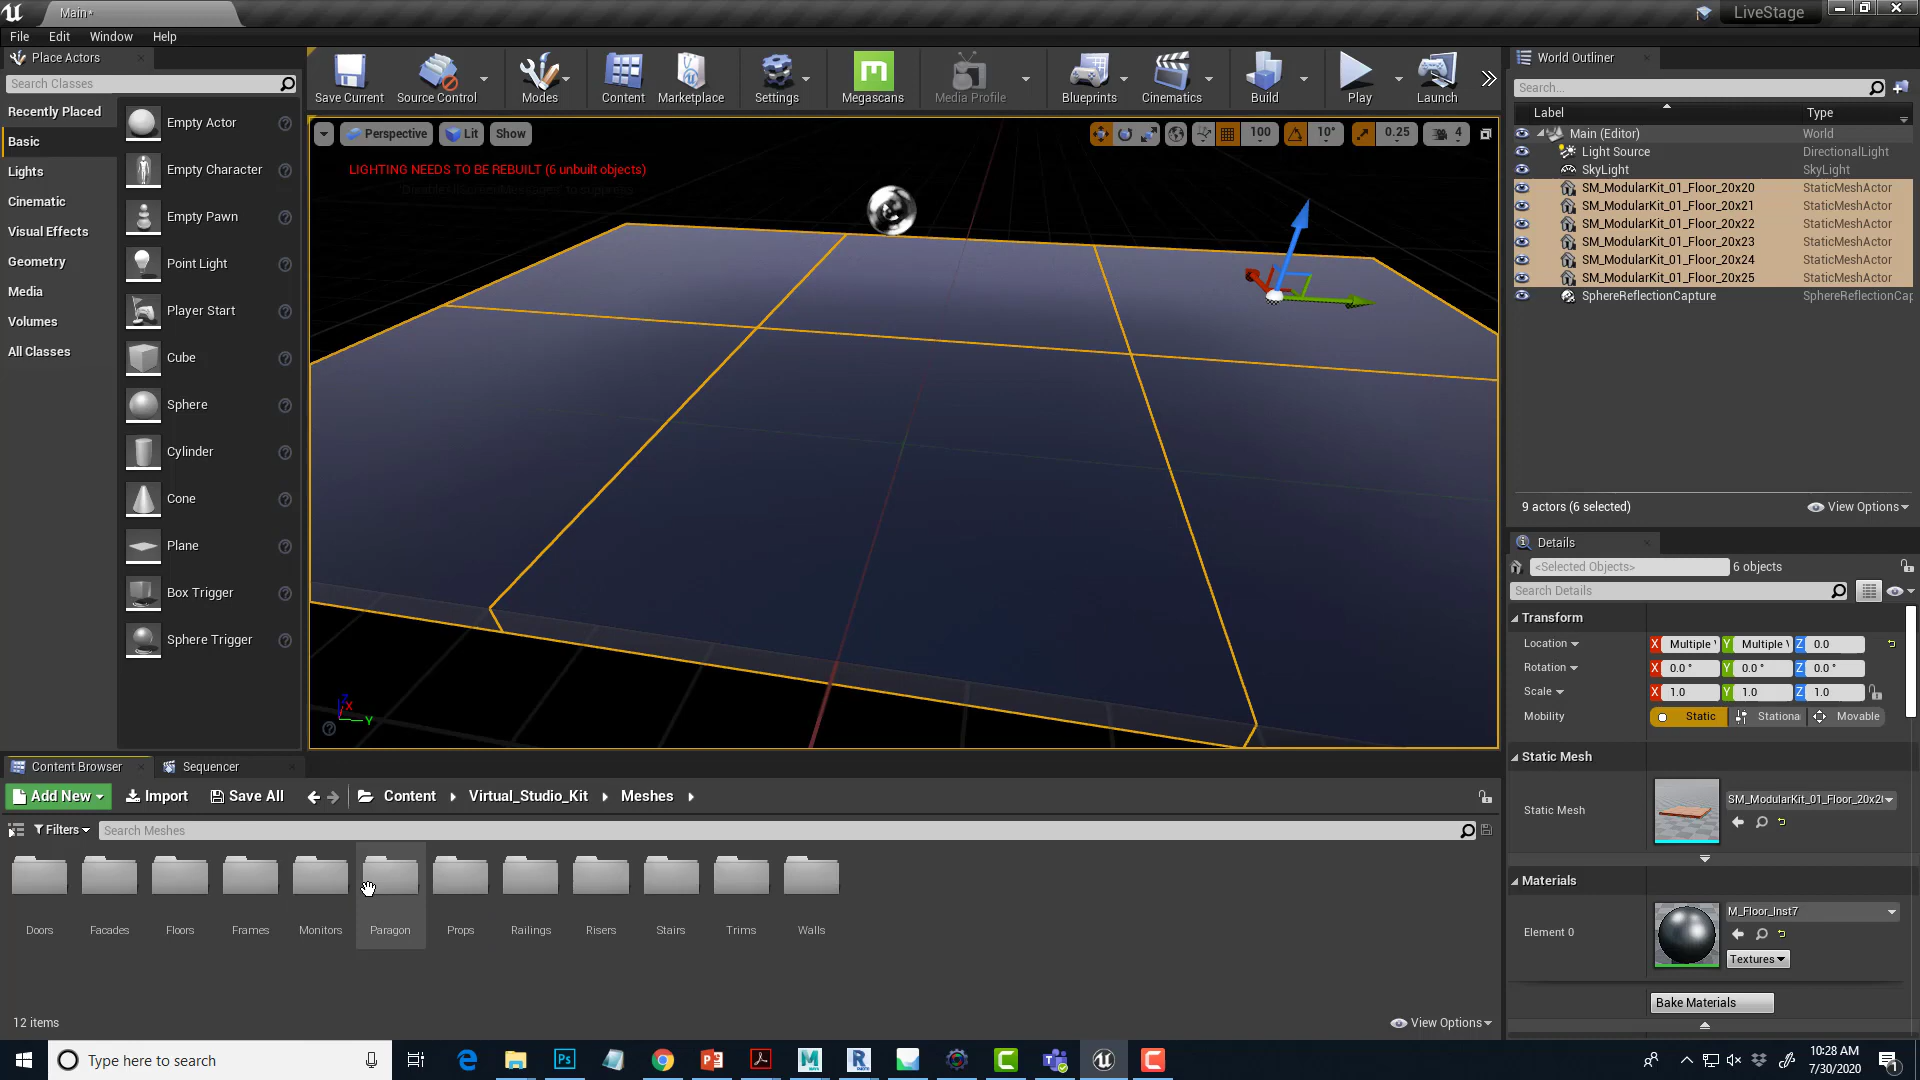 Main*
LiveStage
File Edit Window Help
Place Actors
Search Classes
Recently Placed
Basic
Lights
Cinematic
Visual Effects
Geometry
Media
Volumes
All Classes
Empty Actor
Empty Character
Empty Pawn
Point Light
Player Start
Cube
Sphere
Cylinder
Cone
Plane
Box Trigger
Sphere Trigger
Save Current
Source Control
Modes
Content
Marketplace
Settings
Megascans
Media Profile
Blueprints
Cinematics
Build
Play
Launch
Perspective Lit Show
100 10° 0.25 4
LIGHTING NEEDS TO BE REBUILT (6 unbuilt objects)
Z X Y
World Outliner
Search...
Label Type
Main (Editor) World
Light Source DirectionalLight
SkyLight SkyLight
SM_ModularKit_01_Floor_20x20 StaticMeshActor
SM_ModularKit_01_Floor_20x21 StaticMeshActor
SM_ModularKit_01_Floor_20x22 StaticMeshActor
SM_ModularKit_01_Floor_20x23 StaticMeshActor
SM_ModularKit_01_Floor_20x24 StaticMeshActor
SM_ModularKit_01_Floor_20x25 StaticMeshActor
SphereReflectionCapture SphereReflectionCap
9 actors (6 selected) View Options
Details
<Selected Objects> 6 objects
Search Details
Transform
Location X Multiple V Y Multiple V Z 0.0
Rotation X 0.0 ° Y 0.0 ° Z 0.0 °
Scale X 1.0 Y 1.0 Z 1.0
Mobility Static Stationa Movable
Static Mesh
Static Mesh SM_ModularKit_01_Floor_20x2
Materials
Element 0 M_Floor_Inst7
Textures
Bake Materials
Content Browser Sequencer
Add New Import Save All Content Virtual_Studio_Kit Meshes
Filters Search Meshes
Doors Facades Floors Frames Monitors Paragon Props Railings Risers Stairs Trims Walls
12 items View Options
Type here to search
10:28 AM
7/30/2020